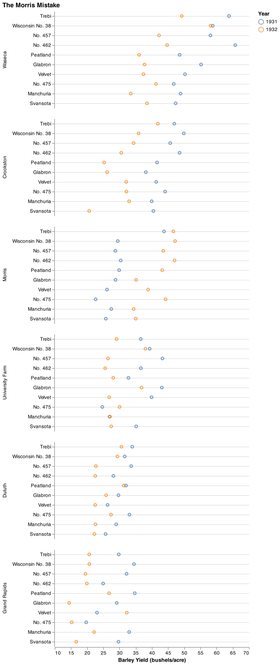 The Morris Mistake
Year
1931
1932
Waseca
Trebi
Wisconsin No. 38
No. 457
No. 462
Peatland
Glabron
Velvet
No. 475
Manchuria
Svansota
Crookston
Trebi
Wisconsin No. 38
No. 457
No. 462
Peatland
Glabron
Velvet
No. 475
Manchuria
Svansota
Morris
Trebi
Wisconsin No. 38
No. 457
No. 462
Peatland
Glabron
Velvet
No. 475
Manchuria
Svansota
University Farm
Trebi
Wisconsin No. 38
No. 457
No. 462
Peatland
Glabron
Velvet
No. 475
Manchuria
Svansota
Duluth
Trebi
Wisconsin No. 38
No. 457
No. 462
Peatland
Glabron
Velvet
No. 475
Manchuria
Svansota
Grand Rapids
Trebi
Wisconsin No. 38
No. 457
No. 462
Peatland
Glabron
Velvet
No. 475
Manchuria
Svansota
10 15 20 25 30 35 40 45 50 55 60 65 70
Barley Yield (bushels/acre)